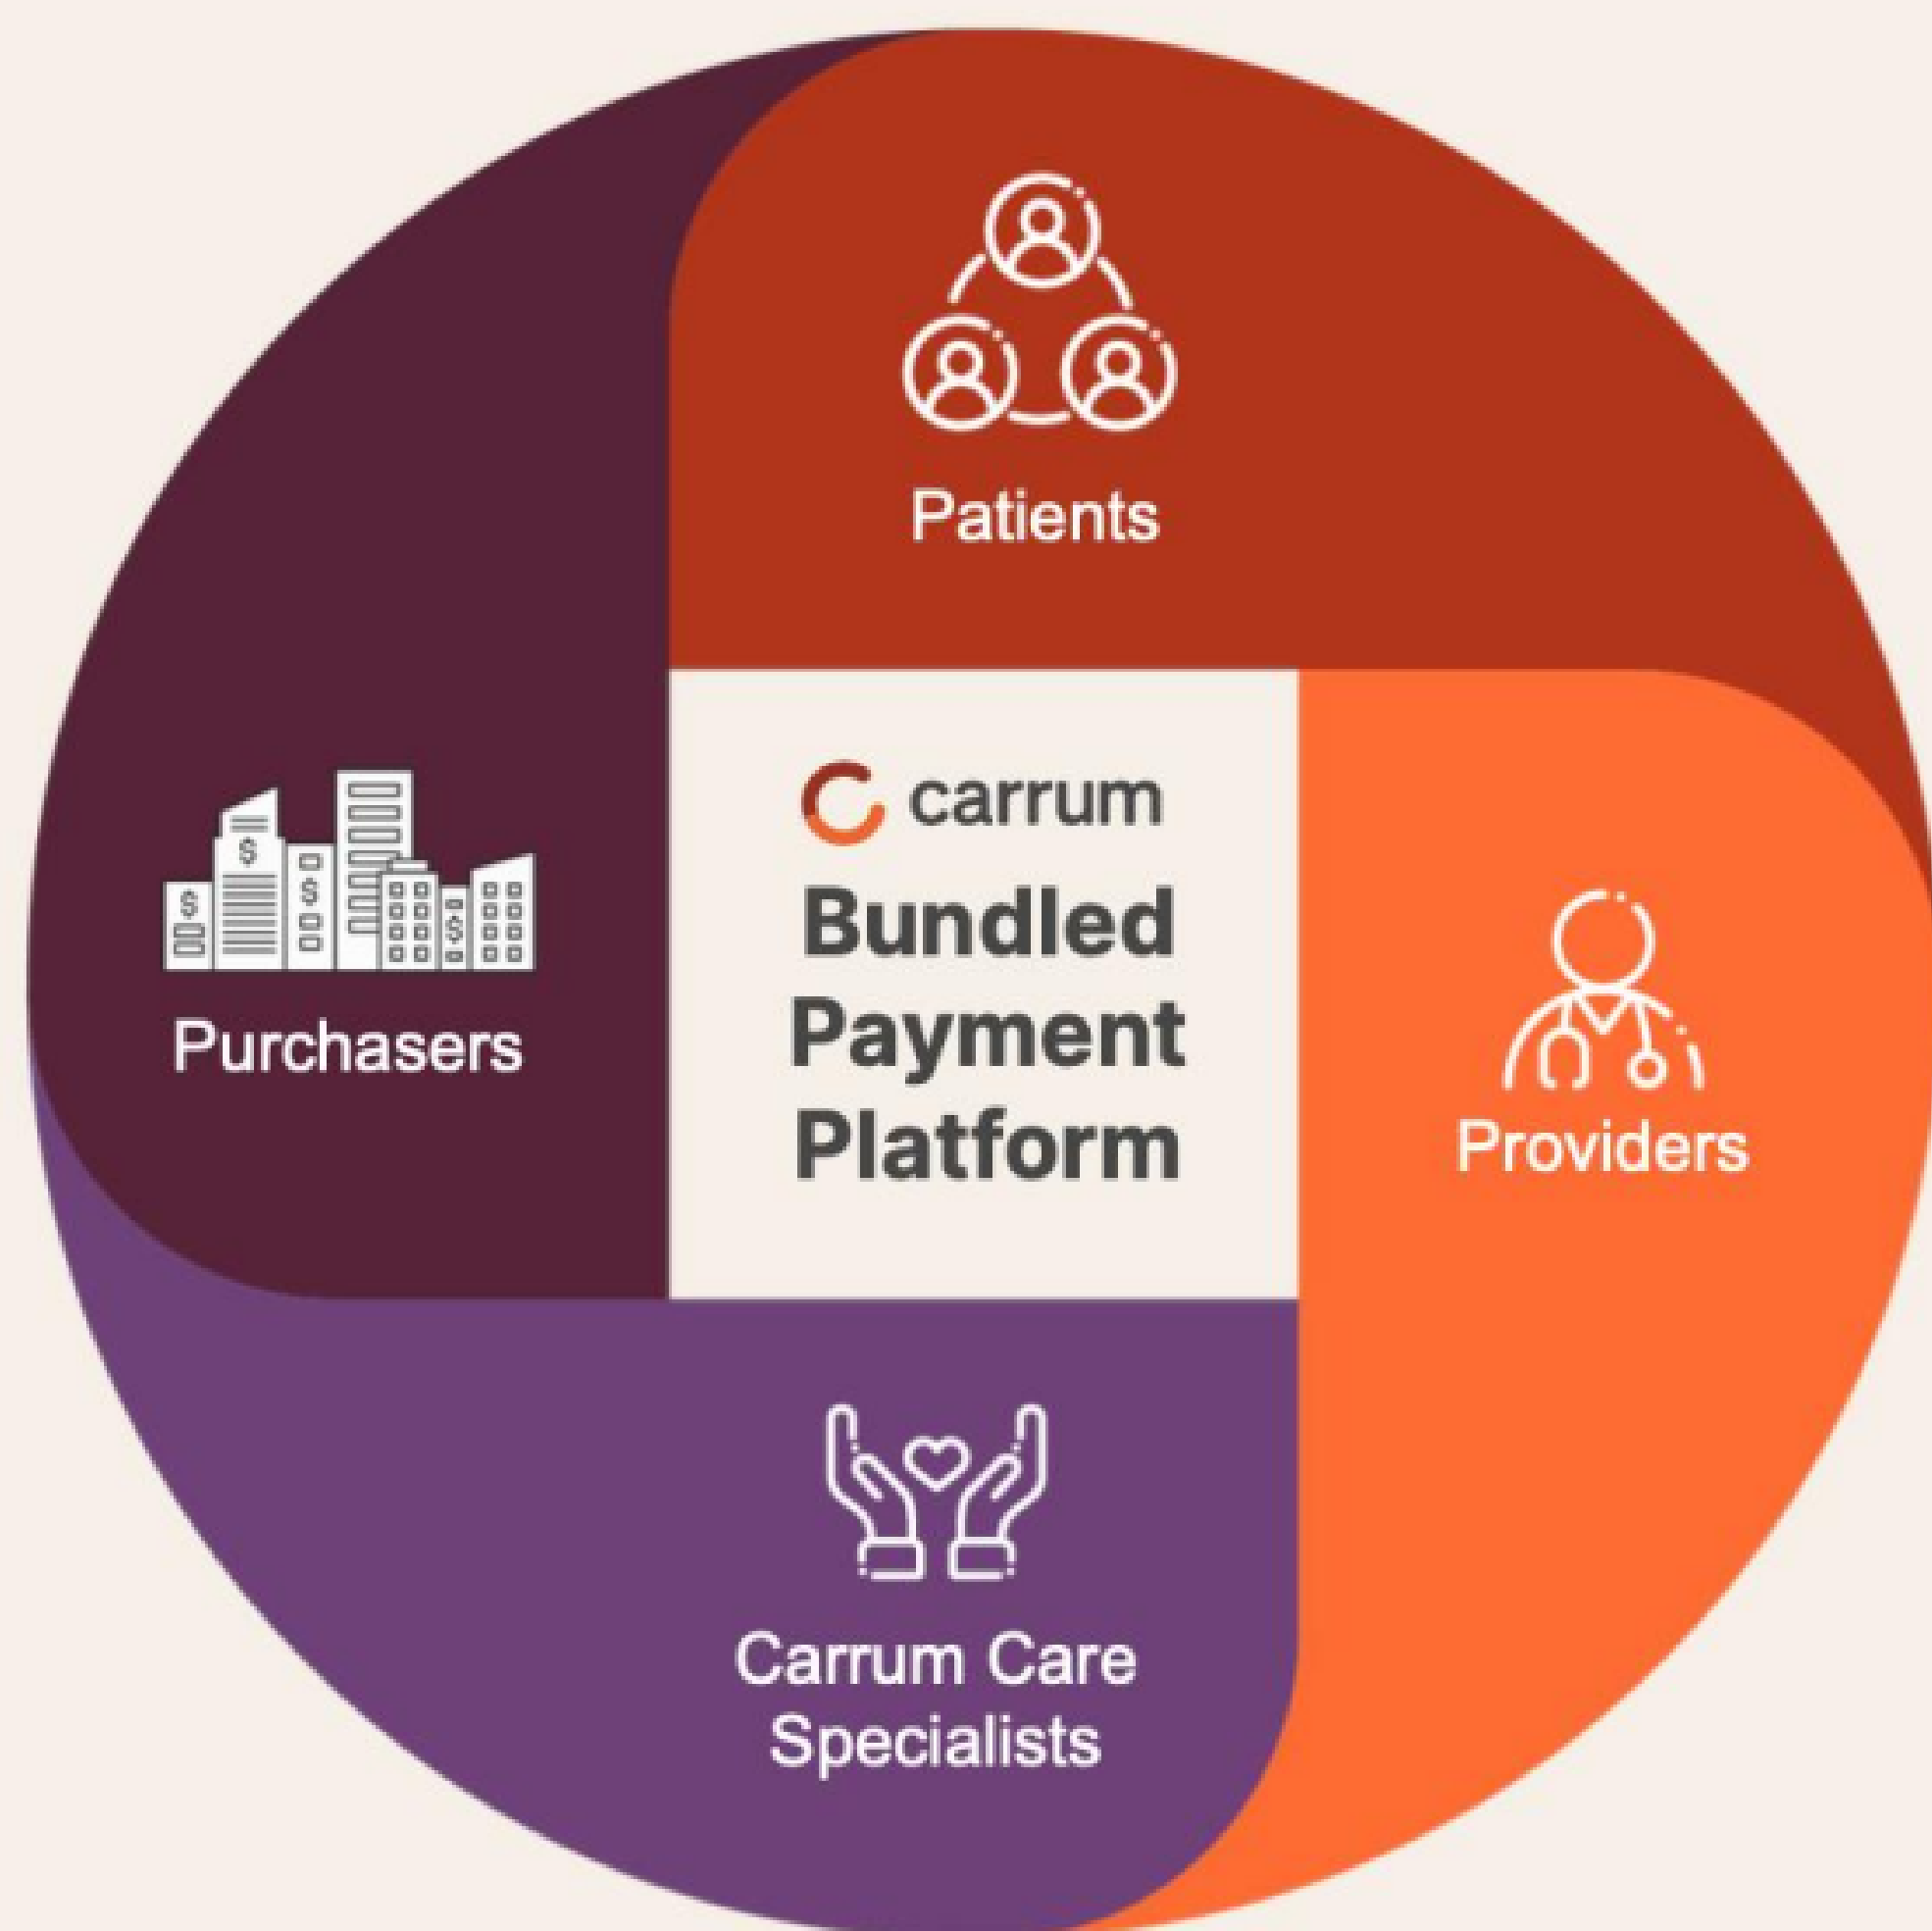 Patients
carrum
Bundled
Payment
Platform
$
$
$
$
Purchasers
Providers
Carrum Care
Specialists